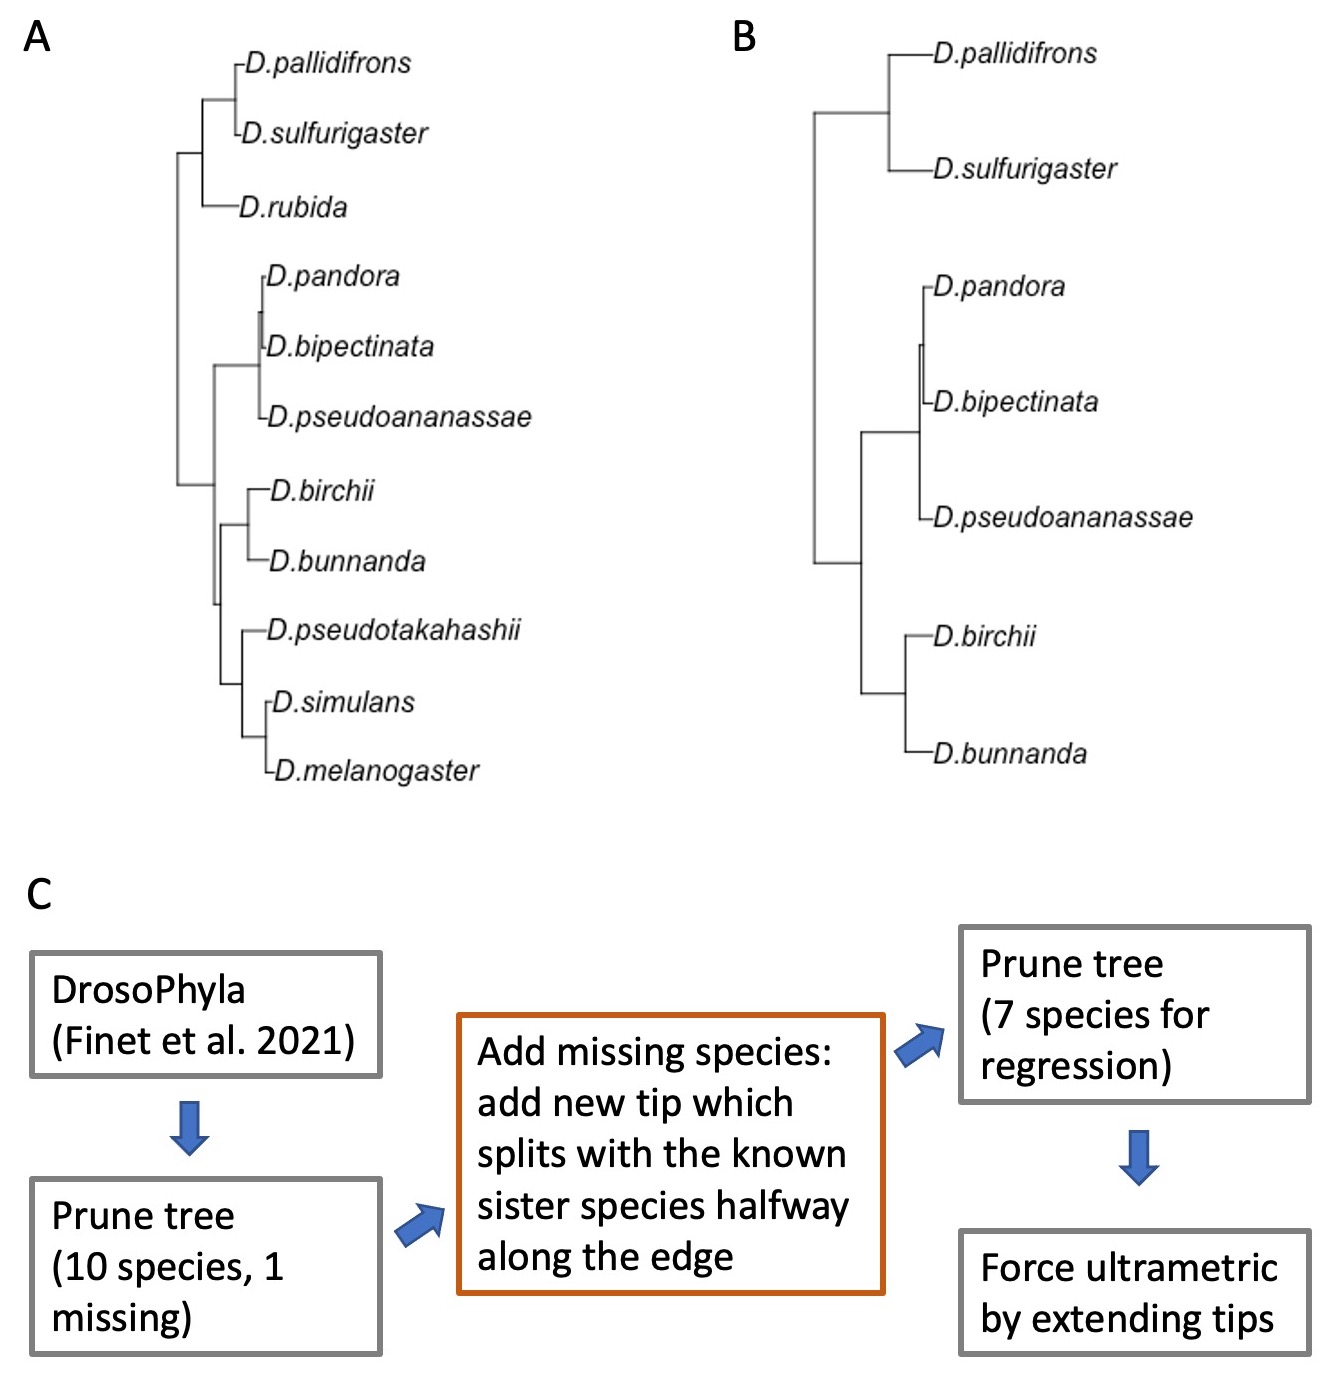 A
D.pallidifrons
D.sulfurigaster
D.rubida
D.pandora
D.bipectinata
D.pseudoananassae
D.birchii
D.bunnanda
D.pseudotakahashii
D.simulans
D.melanogaster
B
D.pallidifrons
D.sulfurigaster
D.pandora
D.bipectinata
D.pseudoananassae
D.birchii
D.bunnanda
C
DrosoPhyla
(Finet et al. 2021)
Prune tree
(10 species, 1
missing)
Add missing species:
add new tip which
splits with the known
sister species halfway
along the edge
Prune tree
(7 species for
regression)
Force ultrametric
by extending tips